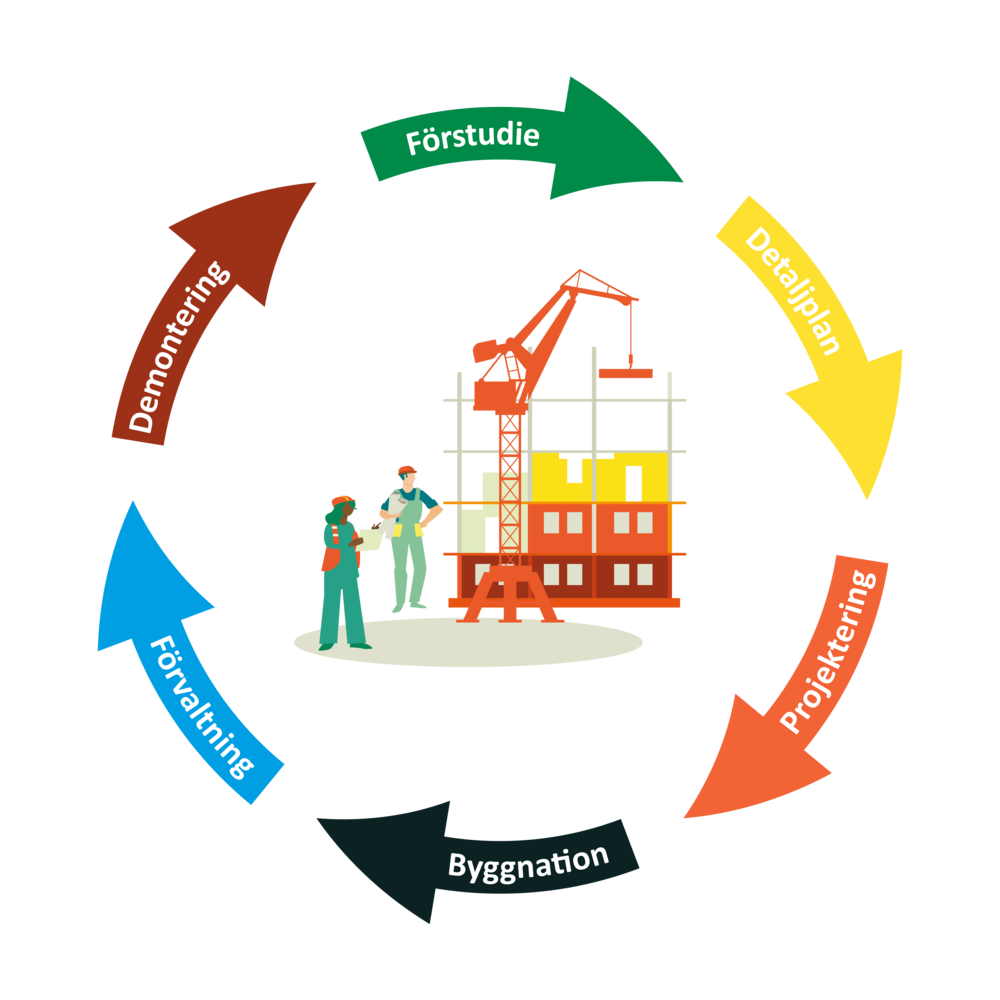 Förstudie
Detaljplan
Projektering
Byggnation
Förvaltning
Demontering